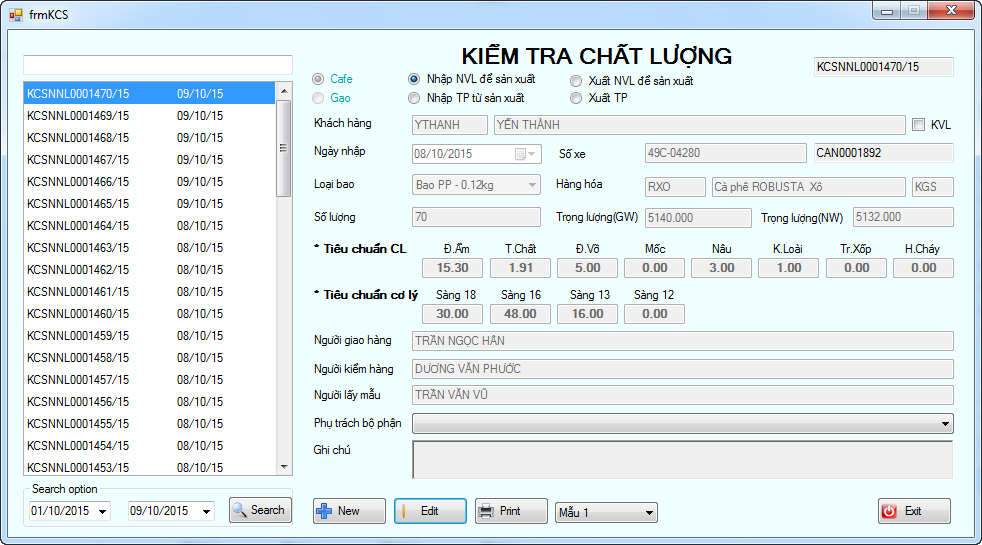 frmKCS
KIỂM TRA CHẤT LƯỢNG
KCSNNL0001470/15
Cafe
Nhập NVL để sản xuất
Xuất NVL để sản xuất
Gạo
Nhập TP từ sản xuất
Xuất TP
Khách hàng YTHANH YẾN THÀNH KVL
Ngày nhập 08/10/2015 Số xe 49C-04280 CAN0001892
Loại bao Bao PP - 0.12kg Hàng hóa RXO Cà phê ROBUSTA Xô KGS
Số lượng 70 Trọng lượng(GW) 5140.000 Trọng lượng(NW) 5132.000
* Tiêu chuẩn CL Đ.Ẩm T.Chất Đ.Vỡ Mốc Nâu K.Loài Tr.Xốp H.Cháy
15.30 1.91 5.00 0.00 3.00 1.00 0.00 0.00
* Tiêu chuẩn cơ lý Sàng 18 Sàng 16 Sàng 13 Sàng 12
30.00 48.00 16.00 0.00
Người giao hàng TRẦN NGỌC HÂN
Người kiểm hàng DƯƠNG VĂN PHƯỚC
Người lấy mẫu TRẦN VĂN VŨ
Phụ trách bộ phận
Ghi chú
KCSNNL0001470/15 09/10/15
KCSNNL0001469/15 09/10/15
KCSNNL0001468/15 09/10/15
KCSNNL0001467/15 09/10/15
KCSNNL0001466/15 09/10/15
KCSNNL0001465/15 09/10/15
KCSNNL0001464/15 08/10/15
KCSNNL0001463/15 08/10/15
KCSNNL0001462/15 08/10/15
KCSNNL0001461/15 08/10/15
KCSNNL0001460/15 08/10/15
KCSNNL0001459/15 08/10/15
KCSNNL0001458/15 08/10/15
KCSNNL0001457/15 08/10/15
KCSNNL0001456/15 08/10/15
KCSNNL0001455/15 08/10/15
KCSNNL0001454/15 08/10/15
KCSNNL0001453/15 08/10/15
Search option
01/10/2015 09/10/2015 Search
New Edit Print Mẫu 1 Exit